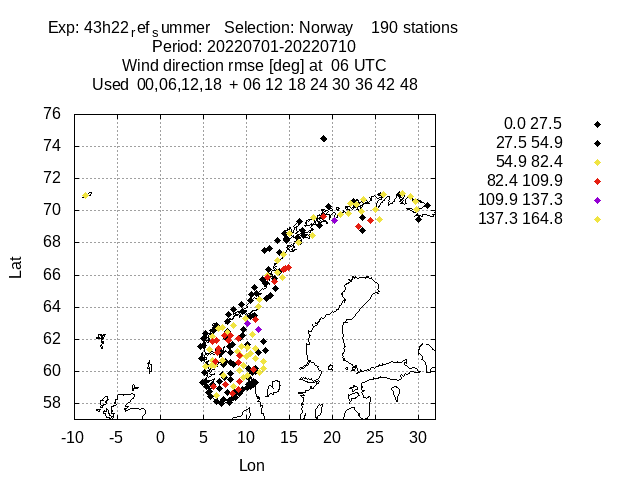 Exp: 43h22ref summer   Selection: Norway    190 stations
Period: 20220701-20220710
Wind direction rmse [deg] at  06 UTC
Used  00,06,12,18  + 06 12 18 24 30 36 42 48
0.0 27.5
27.5 54.9
54.9 82.4
82.4 109.9
109.9 137.3
137.3 164.8
76
74
72
70
68
66
64
62
60
58
Lat
-10 -5 0 5 10 15 20 25 30
Lon